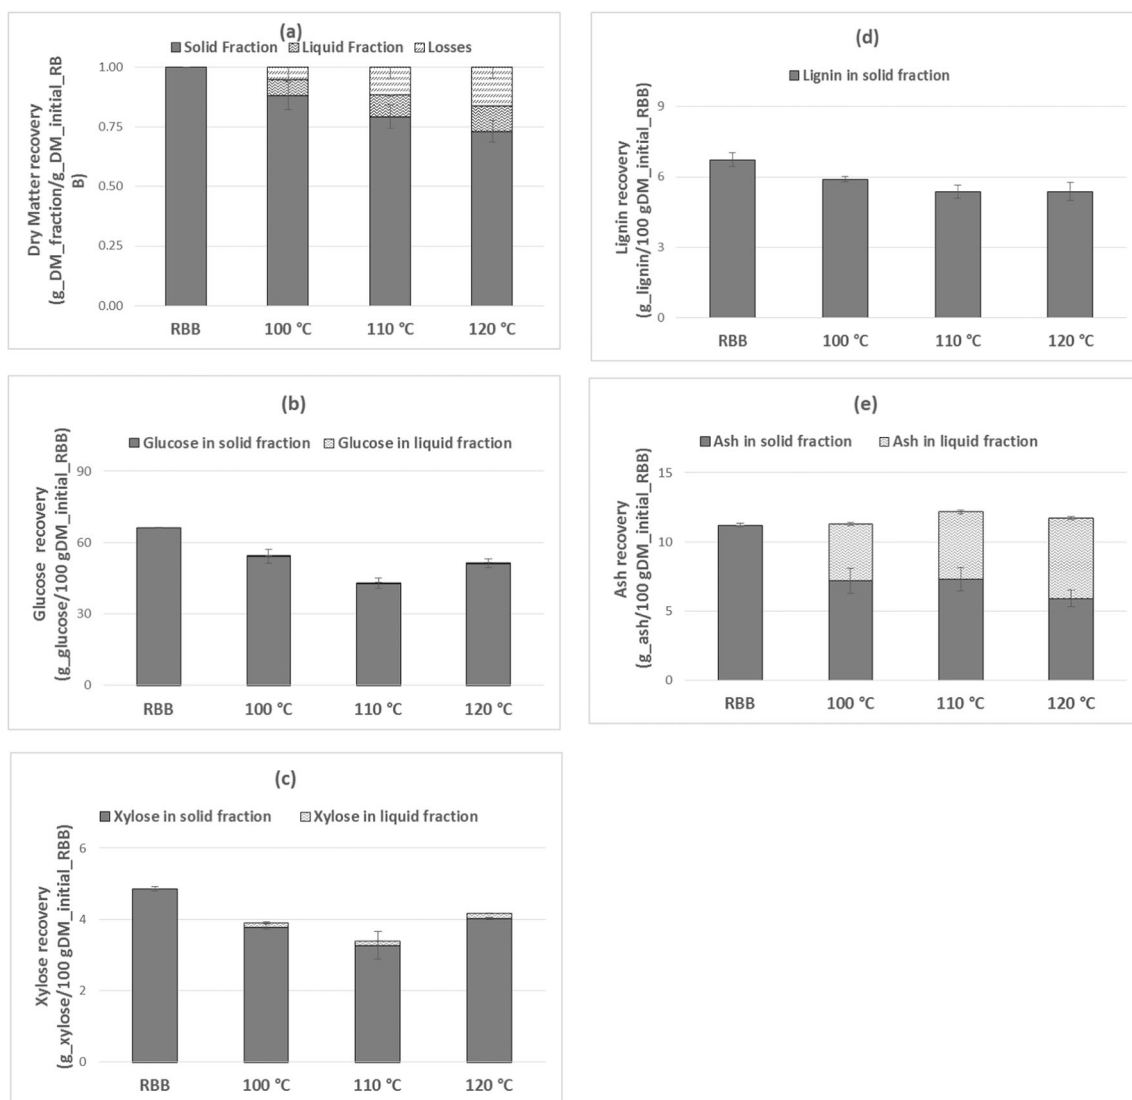 (a)
Solid Fraction Liquid Fraction Losses
Dry Matter recovery
(g_DM_fraction/g_DM_initial_RB
B)
1.00
0.75
0.50
0.25
0.00
RBB 100 °C 110 °C 120 °C
(d)
Lignin in solid fraction
Lignin recovery
(g_lignin/100 gDM_initial_RBB)
9
6
3
0
RBB 100 °C 110 °C 120 °C
(b)
Glucose in solid fraction Glucose in liquid fraction
Glucose recovery
(g_glucose/100 gDM_initial_RBB)
90
60
30
0
RBB 100 °C 110 °C 120 °C
(e)
Ash in solid fraction Ash in liquid fraction
Ash recovery
(g_ash/100 gDM_initial_RBB)
15
10
5
0
RBB 100 °C 110 °C 120 °C
(c)
Xylose in solid fraction Xylose in liquid fraction
Xylose recovery
(g_xylose/100 gDM_initial_RBB)
6
4
2
0
RBB 100 °C 110 °C 120 °C